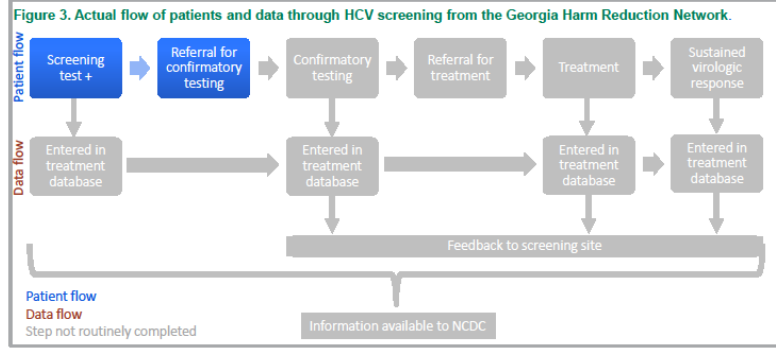 Figure 3. Actual flow of patients and data through HCV screening from the Georgia Harm Reduction Network.
Patient flow
Screening
test +
Referral for
confirmatory
testing
Confirmatory
testing
Referral for
treatment
Treatment
Sustained
virologic
response
Data flow
Entered in
treatment
database
Entered in
treatment
database
Entered in
treatment
database
Entered in
treatment
database
Feedback to screening site
Patient flow
Data flow
Step not routinely completed
Information available to NCDC